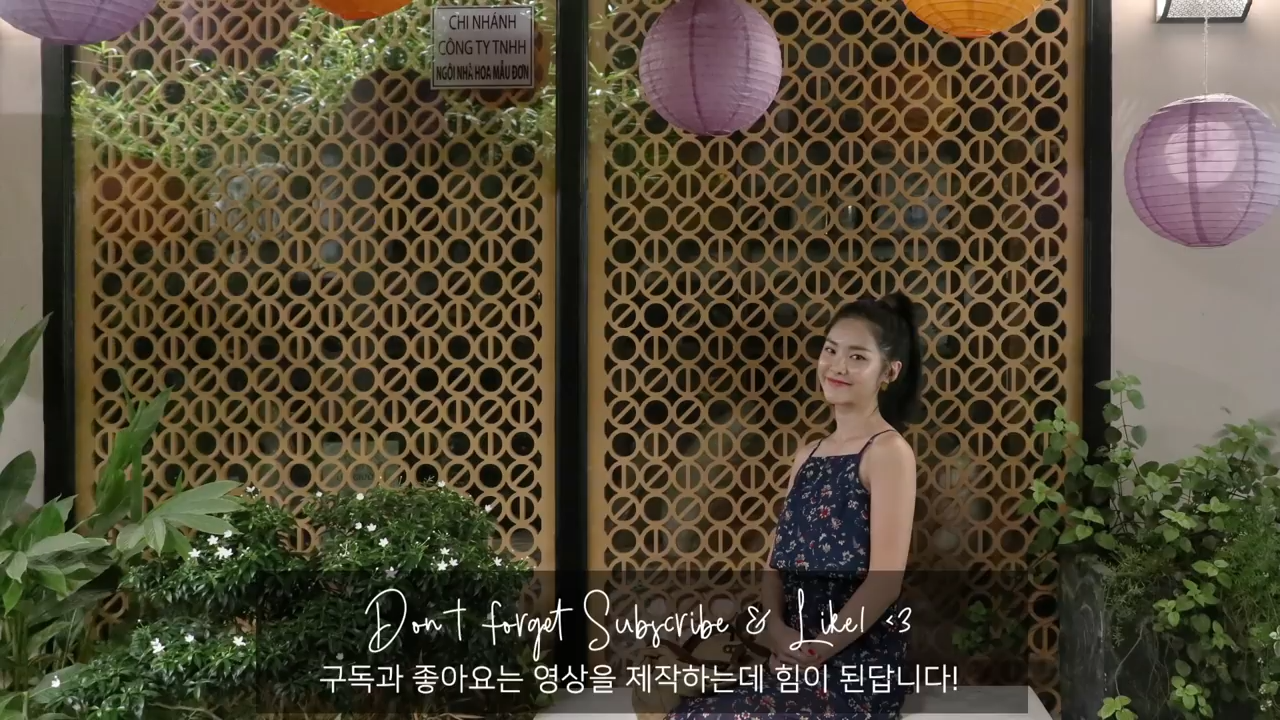 CHI NHÁNH
CÔNG TY TNHH
NGÔI NHÀ HOA MẪU ĐƠN
Don't forget Subscribe & Like! <3
구독과 좋아요는 영상을 제작하는데 힘이 된답니다!